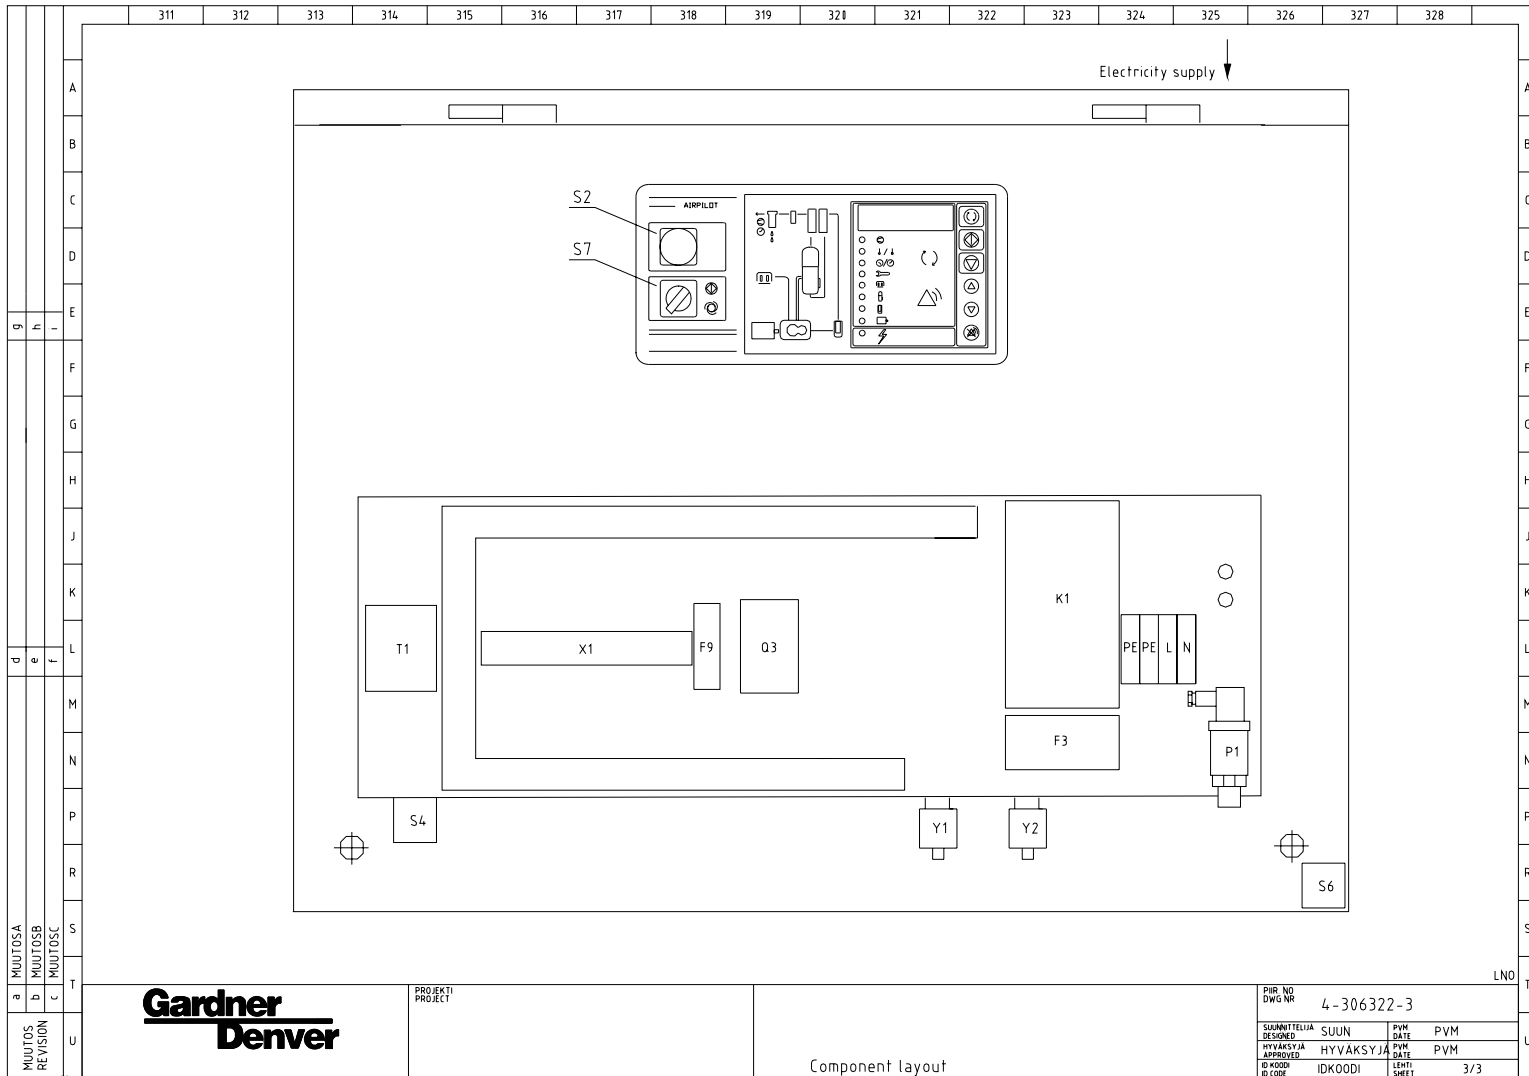 311 312 313 314 315 316 317 318 319 320 321 322 323 324 325 326 327 328
Electricity supply
A A
B B
C C
D D
E E
F F
G G
H H
J J
K K
L L
M M
N N
P P
R R
S S
T T
U U
S2
S7
AIRPILOT
K1
T1
X1
F9
Q3
PE PE L N
F3
P1
S4
Y1
Y2
S6
g h i
d e f
a MUUTOSA
b MUUTOSB
c MUUTOSC
MUUTOS
REVISION
LNO
Gardner
Denver
PROJEKTI
PROJECT
Component layout
PIIR. NO
DWG NR
4-306322-3
SUUNNITTELIJA
DESIGNED
SUUN
PVM
DATE
PVM
HYVÄKSYJÄ
APPROVED
HYVÄKSYJÄ
PVM.
DATE
PVM
ID KOODI
ID CODE
IDKOODI
LEHTI
SHEET
3/3